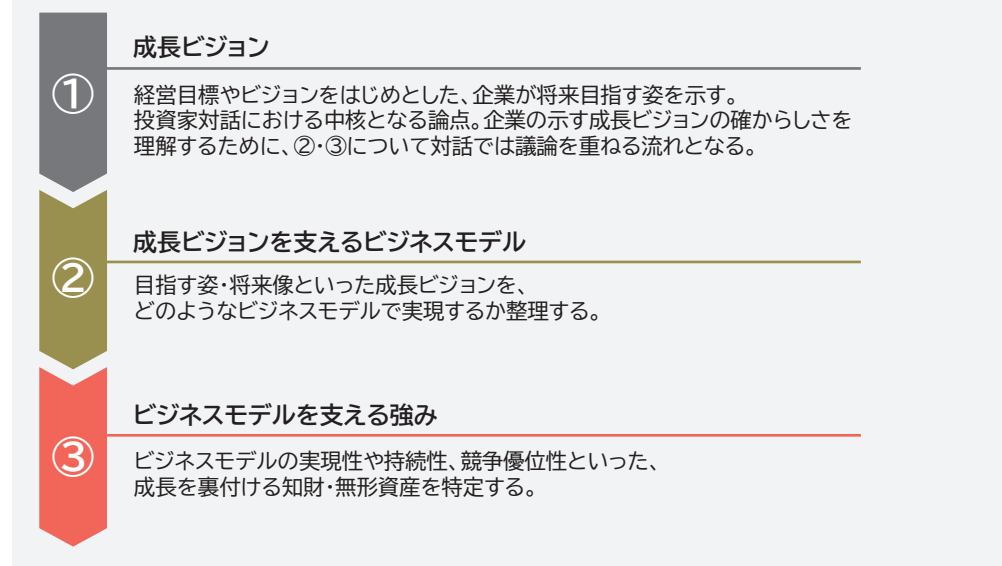 ①
成長ビジョン
経営目標やビジョンをはじめとした、企業が将来目指す姿を示す。
投資家対話における中核となる論点。企業の示す成長ビジョンの確からしさを
理解するために、②・③について対話では議論を重ねる流れとなる。
②
成長ビジョンを支えるビジネスモデル
目指す姿・将来像といった成長ビジョンを、
どのようなビジネスモデルで実現するか整理する。
③
ビジネスモデルを支える強み
ビジネスモデルの実現性や持続性、競争優位性といった、
成長を裏付ける知財・無形資産を特定する。